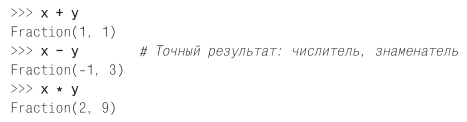 >>> x + y
Fraction(1, 1)
>>> x - y # Точный результат: числитель, знаменатель
Fraction(-1, 3)
>>> x * y
Fraction(2, 9)